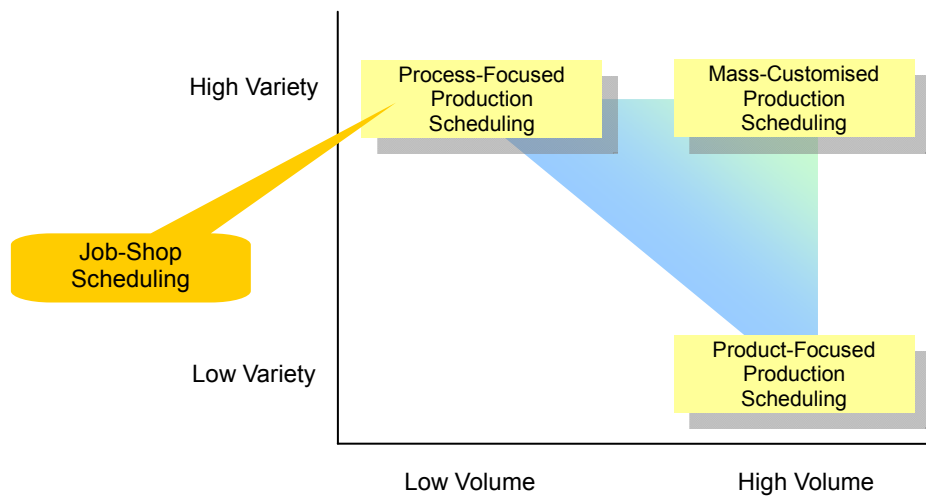 High Variety
Process-Focused
Production
Scheduling
Mass-Customised
Production
Scheduling
Job-Shop
Scheduling
Low Variety
Product-Focused
Production
Scheduling
Low Volume
High Volume